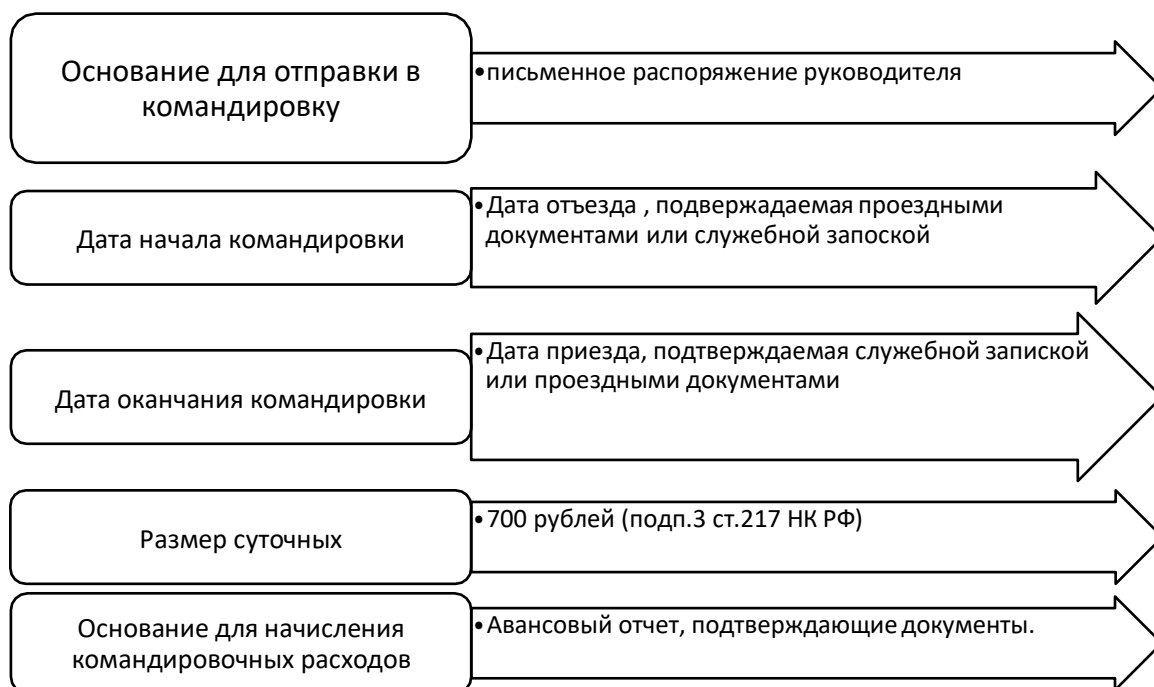 Основание для отправки в
командировку
•письменное распоряжение руководителя
Дата начала командировки
•Дата отъезда , подвержадаемая проездными
документами или служебной запоской
Дата оканчания командировки
•Дата приезда, подтверждаемая служебной запиской
или проездными документами
Размер суточных
•700 рублей (подп.3 ст.217 НК РФ)
Основание для начисления
командировочных расходов
•Авансовый отчет, подтверждающие документы.